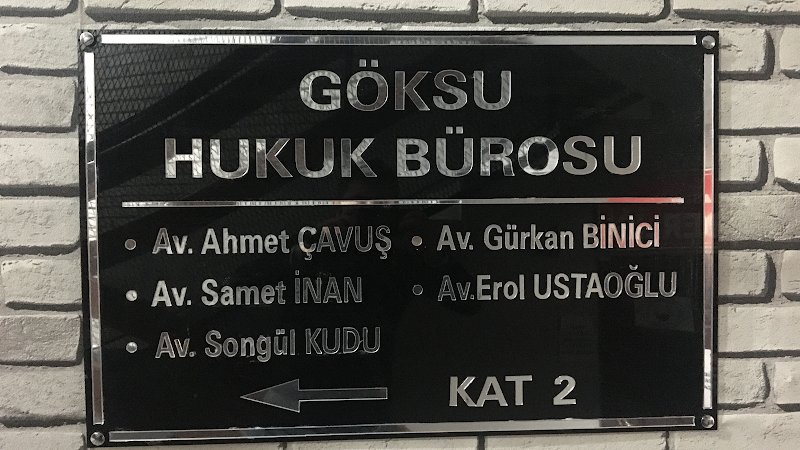 GÖKSU
HUKUK BÜROSU
• Av. Ahmet ÇAVUŞ • Av. Gürkan BİNİCİ
• Av. Samet İNAN • Av.Erol USTAOĞLU
• Av. Songül KUDU
KAT 2